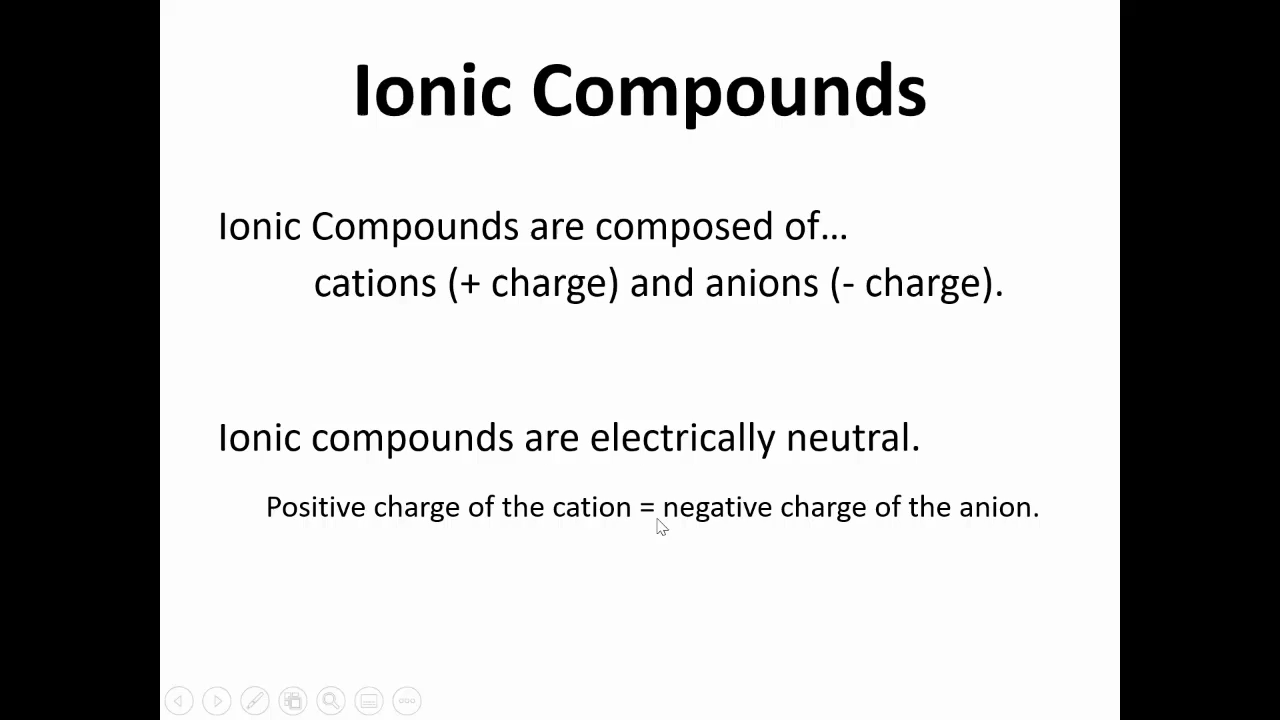 Ionic Compounds
Ionic Compounds are composed of…
cations (+ charge) and anions (- charge).
Ionic compounds are electrically neutral.
Positive charge of the cation = negative charge of the anion.